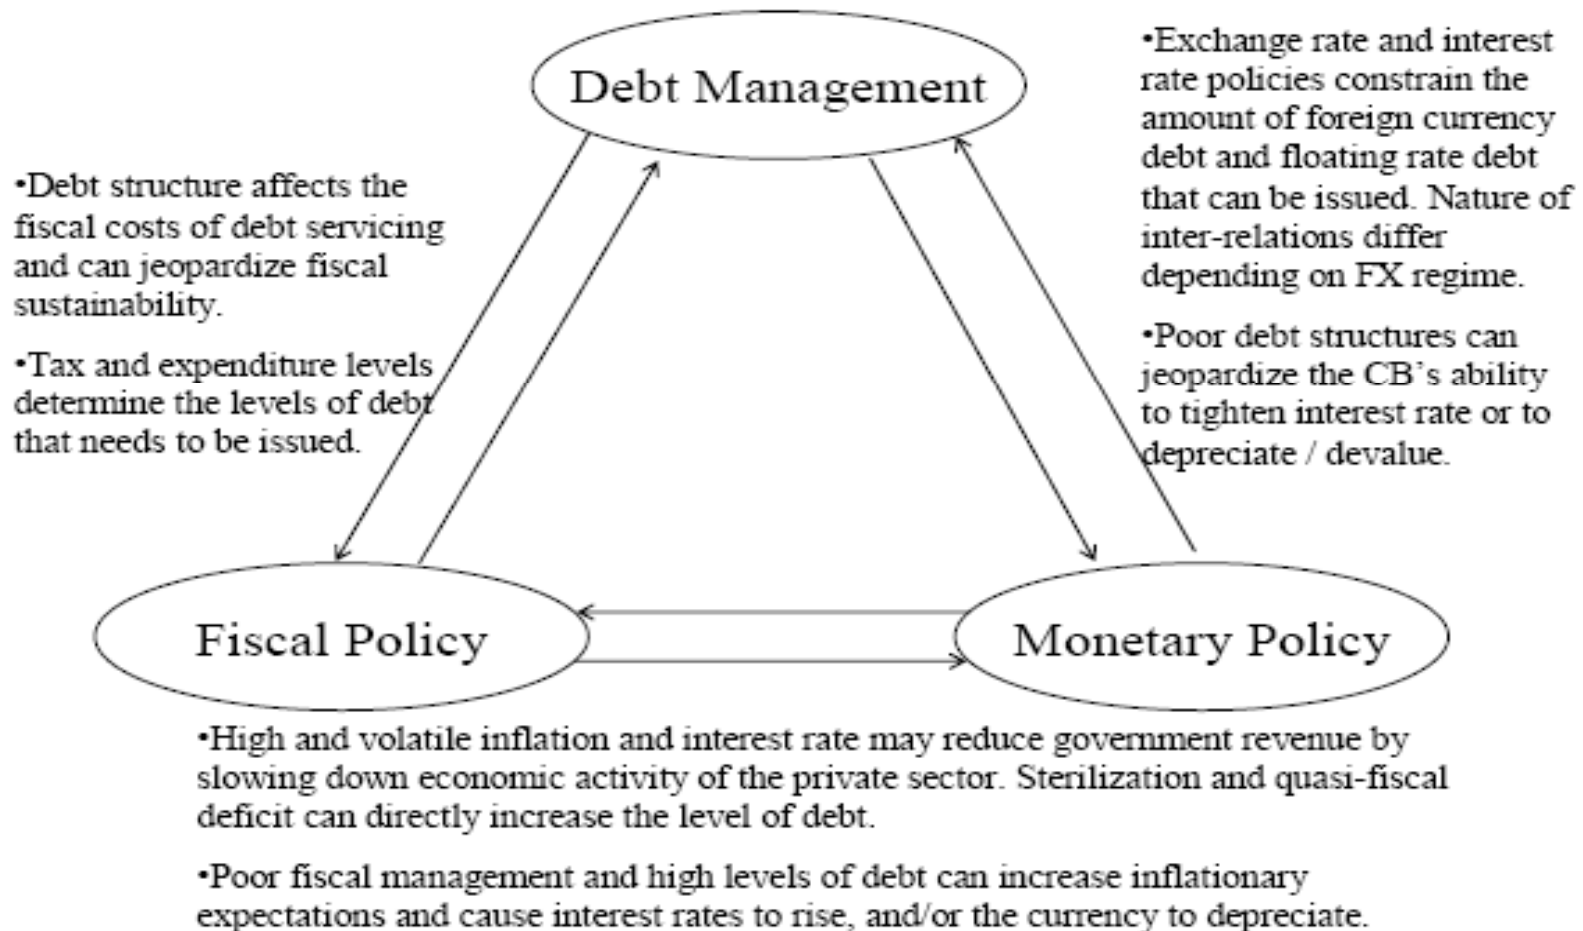 Debt Management
•Exchange rate and interest
rate policies constrain the
amount of foreign currency
debt and floating rate debt
that can be issued. Nature of
inter-relations differ
depending on FX regime.
•Poor debt structures can
jeopardize the CB's ability
to tighten interest rate or to
depreciate / devalue.
•Debt structure affects the
fiscal costs of debt servicing
and can jeopardize fiscal
sustainability.
•Tax and expenditure levels
determine the levels of debt
that needs to be issued.
Fiscal Policy
Monetary Policy
•High and volatile inflation and interest rate may reduce government revenue by
slowing down economic activity of the private sector. Sterilization and quasi-fiscal
deficit can directly increase the level of debt.
•Poor fiscal management and high levels of debt can increase inflationary
expectations and cause interest rates to rise, and/or the currency to depreciate.